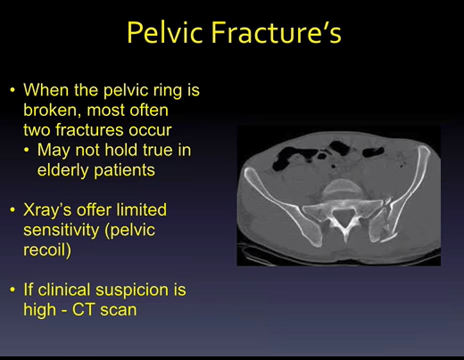 Pelvic Fracture's
• When the pelvic ring is
broken, most often
two fractures occur
• May not hold true in
elderly patients
• Xray's offer limited
sensitivity (pelvic
recoil)
• If clinical suspicion is
high - CT scan